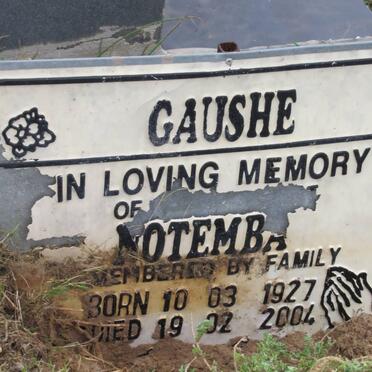 GAUSHE
IN LOVING MEMORY
OF
NOTEMBA
REMEMBERED BY FAMILY
BORN 10 03 1927
DIED 19 02 2004